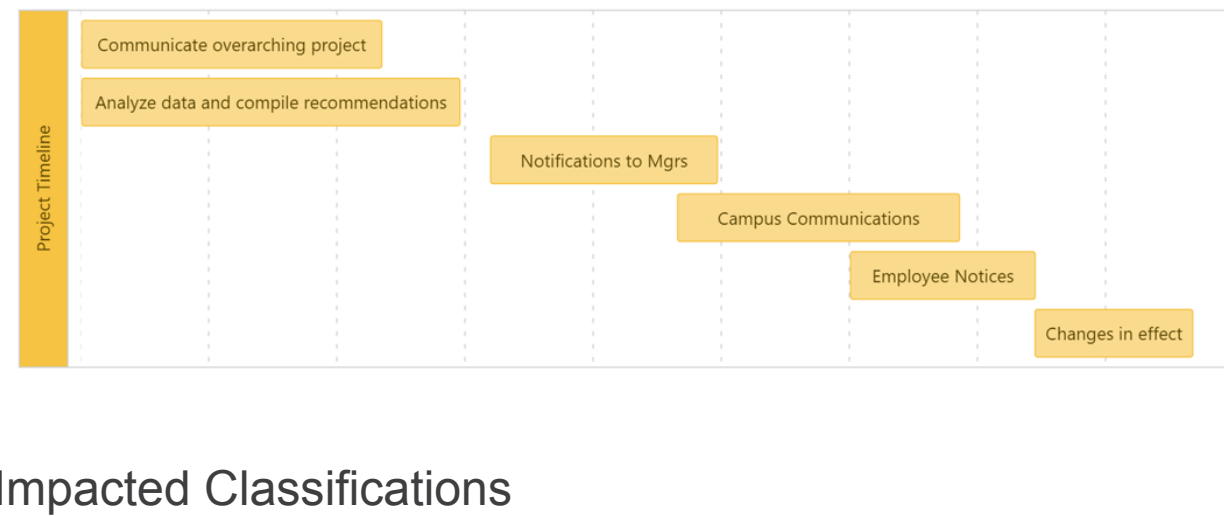 Project Timeline
Communicate overarching project
Analyze data and compile recommendations
Notifications to Mgrs
Campus Communications
Employee Notices
Changes in effect
Impacted Classifications